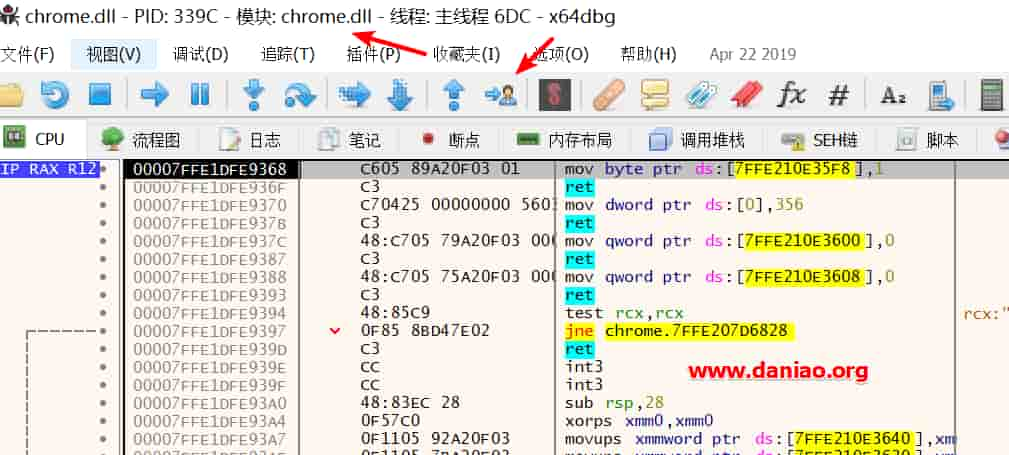 chrome.dll - PID: 339C - 模块: chrome.dll - 线程: 主线程 6DC - x64dbg
文件(F) 视图(V) 调试(D) 追踪(T) 插件(P) 收藏夹(I) 选项(O) 帮助(H) Apr 22 2019
S fx # A₂
CPU 流程图 日志 笔记 断点 内存布局 调用堆栈 SEH链 脚本
IP RAX R12 00007FFE1DFE9368 C605 89A20F03 01 mov byte ptr ds:[7FFE210E35F8],1
00007FFE1DFE936F C3 ret
00007FFE1DFE9370 C70425 00000000 5603 mov dword ptr ds:[0],356
00007FFE1DFE937B C3 ret
00007FFE1DFE937C 48:C705 79A20F03 000 mov qword ptr ds:[7FFE210E3600],0
00007FFE1DFE9387 C3 ret
00007FFE1DFE9388 48:C705 75A20F03 000 mov qword ptr ds:[7FFE210E3608],0
00007FFE1DFE9393 C3 ret
00007FFE1DFE9394 48:85C9 test rcx,rcx rcx:"
00007FFE1DFE9397 0F85 8BD47E02 jne chrome.7FFE207D6828
00007FFE1DFE939D C3 ret
00007FFE1DFE939E CC int3
00007FFE1DFE939F CC int3
www.daniao.org
00007FFE1DFE93A0 48:83EC 28 sub rsp,28
00007FFE1DFE93A4 0F57C0 xorps xmm0,xmm0
00007FFE1DFE93A7 0F1105 92A20F03 movups xmmword ptr ds:[7FFE210E3640],xm